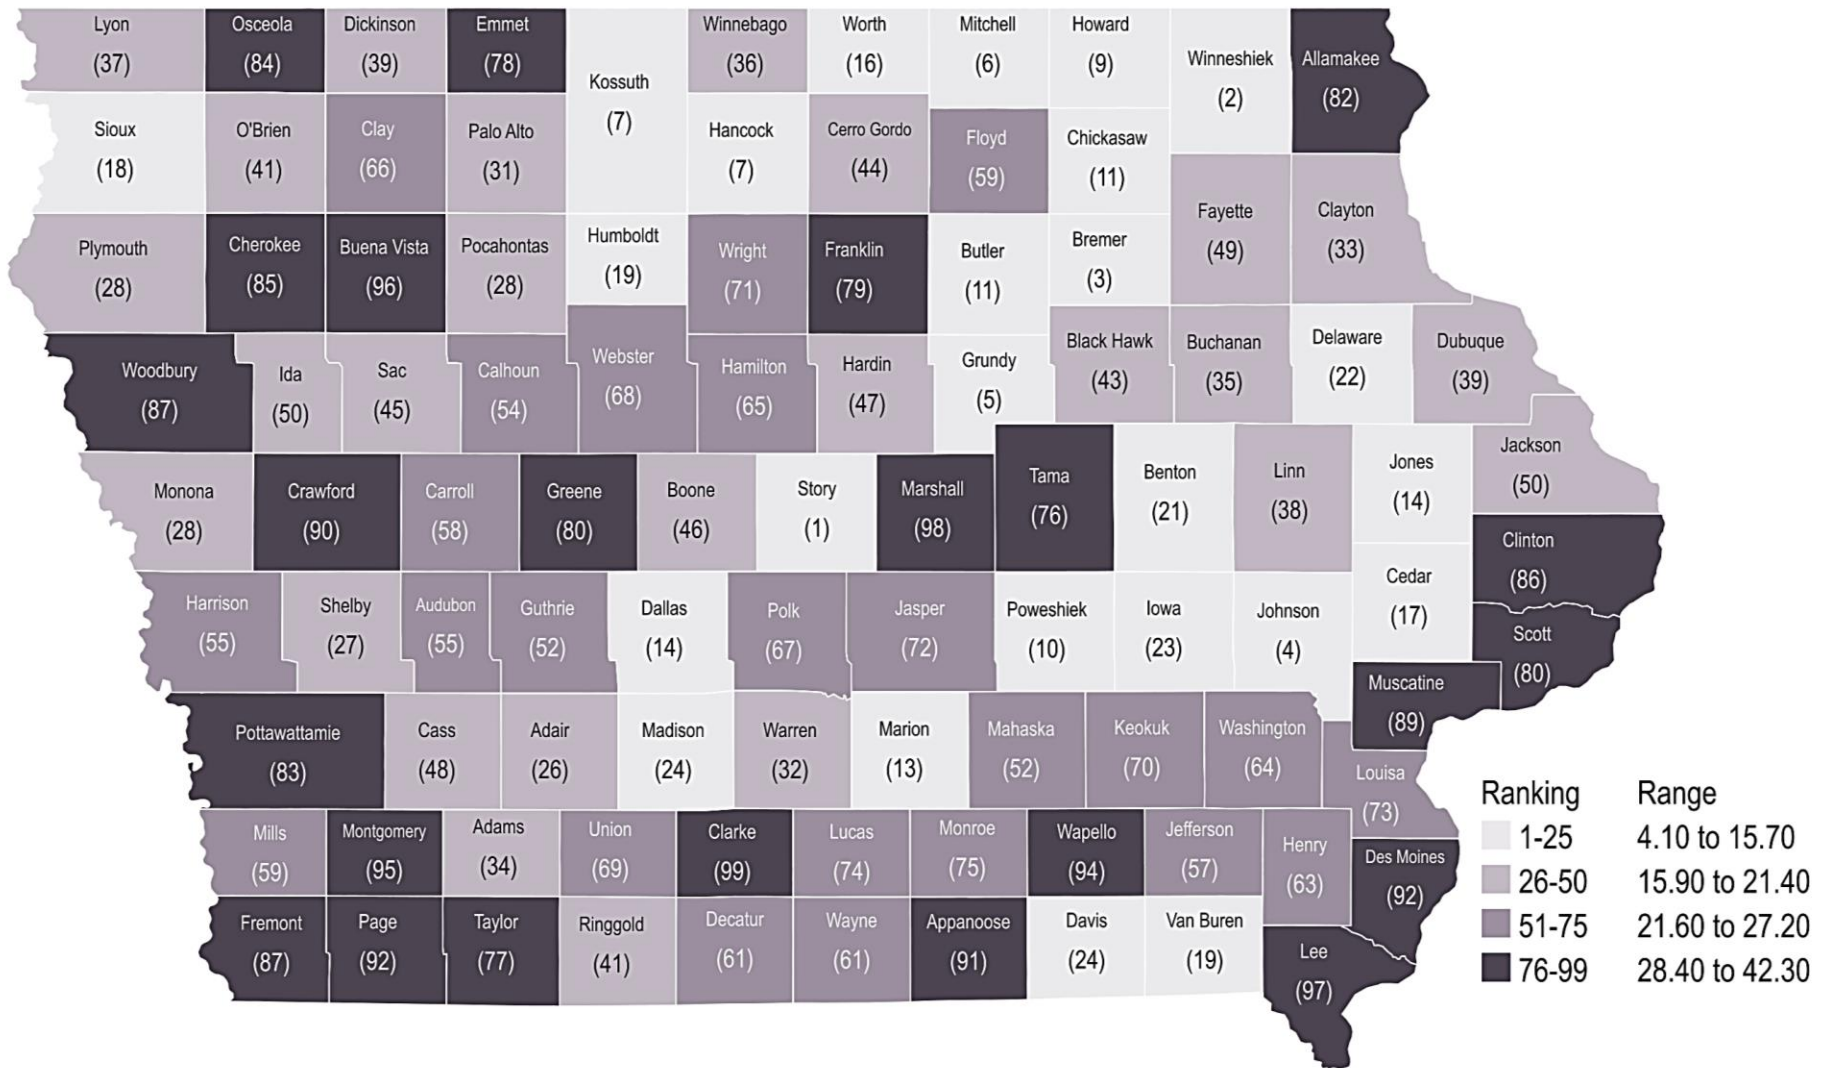 Lyon
(37)
Osceola
(84)
Dickinson
(39)
Emmet
(78)
Kossuth
(7)
Winnebago
(36)
Worth
(16)
Mitchell
(6)
Howard
(9)
Winneshiek
(2)
Allamakee
(82)
Sioux
(18)
O'Brien
(41)
Clay
(66)
Palo Alto
(31)
Hancock
(7)
Cerro Gordo
(44)
Floyd
(59)
Chickasaw
(11)
Plymouth
(28)
Cherokee
(85)
Buena Vista
(96)
Pocahontas
(28)
Humboldt
(19)
Wright
(71)
Franklin
(79)
Butler
(11)
Bremer
(3)
Fayette
(49)
Clayton
(33)
Woodbury
(87)
Ida
(50)
Sac
(45)
Calhoun
(54)
Webster
(68)
Hamilton
(65)
Hardin
(47)
Grundy
(5)
Black Hawk
(43)
Buchanan
(35)
Delaware
(22)
Dubuque
(39)
Monona
(28)
Crawford
(90)
Carroll
(58)
Greene
(80)
Boone
(46)
Story
(1)
Marshall
(98)
Tama
(76)
Benton
(21)
Linn
(38)
Jones
(14)
Jackson
(50)
Clinton
(86)
Harrison
(55)
Shelby
(27)
Audubon
(55)
Guthrie
(52)
Dallas
(14)
Polk
(67)
Jasper
(72)
Poweshiek
(10)
Iowa
(23)
Johnson
(4)
Cedar
(17)
Scott
(80)
Muscatine
(89)
Pottawattamie
(83)
Cass
(48)
Adair
(26)
Madison
(24)
Warren
(32)
Marion
(13)
Mahaska
(52)
Keokuk
(70)
Washington
(64)
Louisa
(73)
Mills
(59)
Montgomery
(95)
Adams
(34)
Union
(69)
Clarke
(99)
Lucas
(74)
Monroe
(75)
Wapello
(94)
Jefferson
(57)
Henry
(63)
Des Moines
(92)
Fremont
(87)
Page
(92)
Taylor
(77)
Ringgold
(41)
Decatur
(61)
Wayne
(61)
Appanoose
(91)
Davis
(24)
Van Buren
(19)
Lee
(97)
Ranking Range
1-25 4.10 to 15.70
26-50 15.90 to 21.40
51-75 21.60 to 27.20
76-99 28.40 to 42.30